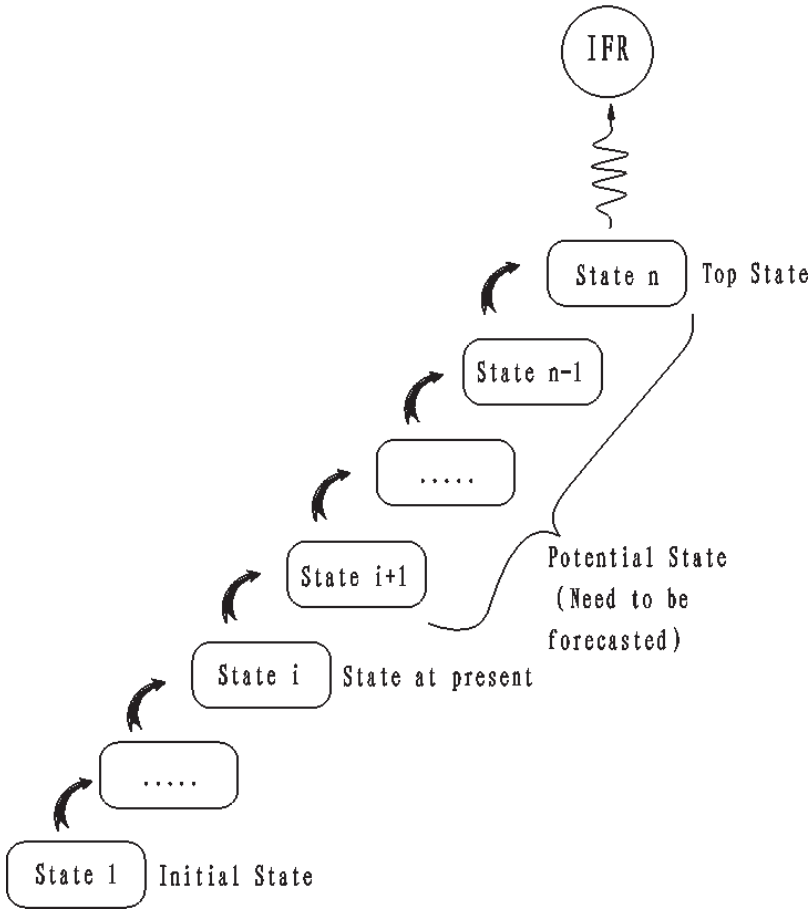 IFR
State n
Top State
State n-1
.....
State i+1
Potential State
(Need to be
forecasted)
State i
State at present
.....
State 1
Initial State